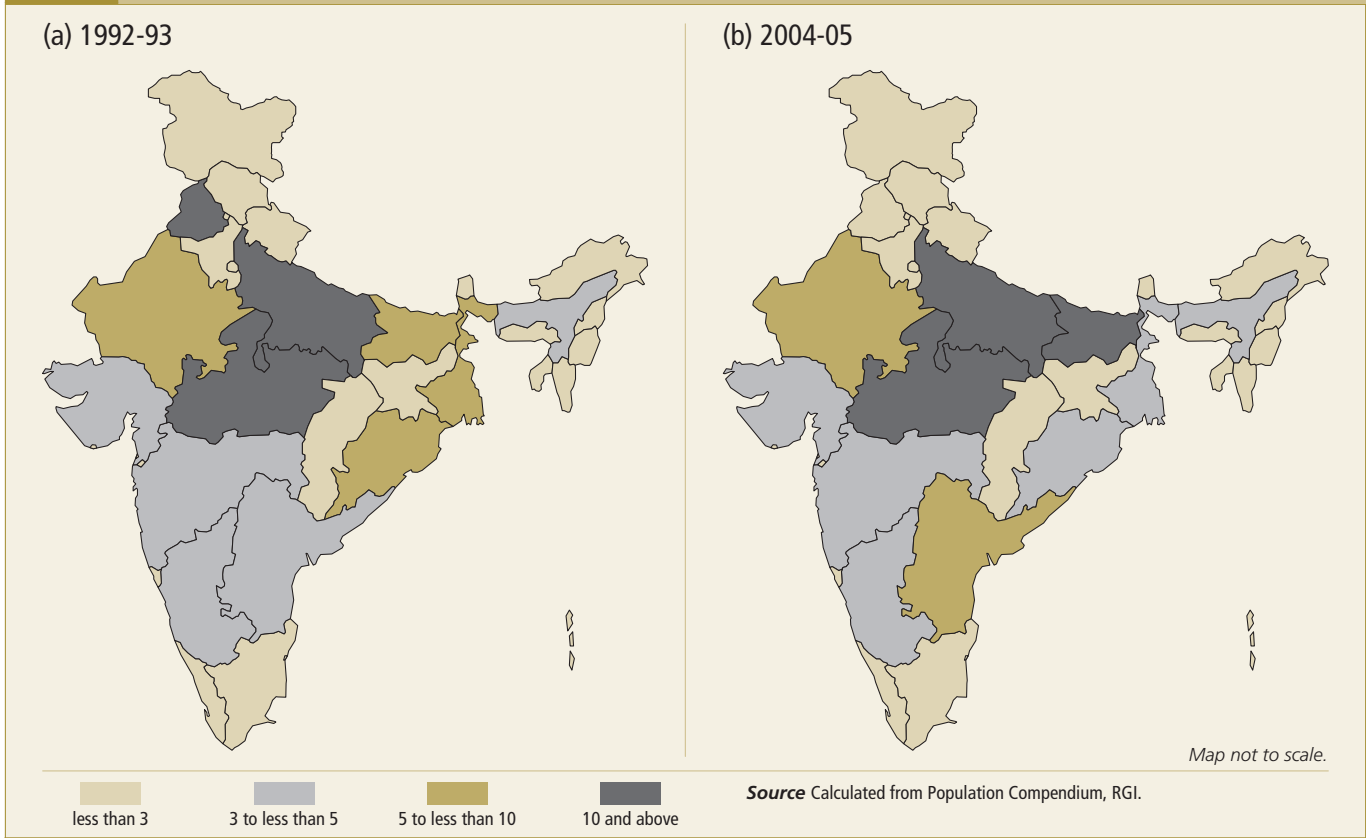 (a) 1992-93
(b) 2004-05
Map not to scale.
less than 3
3 to less than 5
5 to less than 10
10 and above
Source Calculated from Population Compendium, RGI.